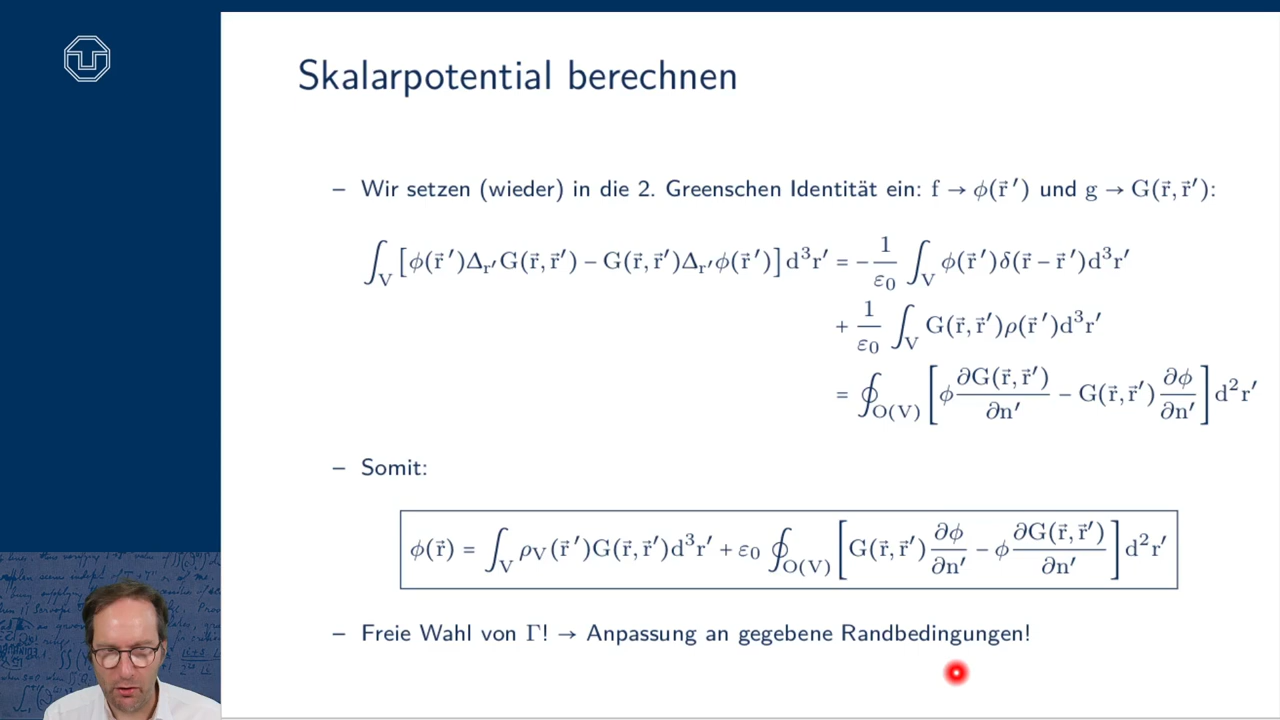 Skalarpotential berechnen
– Wir setzen (wieder) in die 2. Greenschen Identität ein: f → ϕ(r⃗ ′) und g → G(r⃗, r⃗′):
∫_V [ϕ(r⃗ ′)Δ_r′ G(r⃗, r⃗′) – G(r⃗, r⃗′)Δ_r′ ϕ(r⃗ ′)] d³r′ = – 1/ε₀ ∫_V ϕ(r⃗ ′)δ(r⃗ – r⃗ ′)d³r′
+ 1/ε₀ ∫_V G(r⃗, r⃗′)ρ(r⃗ ′)d³r′
= ∮_O(V) [ϕ ∂G(r⃗, r⃗′)/∂n′ – G(r⃗, r⃗′) ∂ϕ/∂n′] d²r′
– Somit:
ϕ(r⃗) = ∫_V ρ_V(r⃗ ′)G(r⃗, r⃗′)d³r′ + ε₀ ∮_O(V) [G(r⃗, r⃗′) ∂ϕ/∂n′ – ϕ ∂G(r⃗, r⃗′)/∂n′] d²r′
– Freie Wahl von Γ! → Anpassung an gegebene Randbedingungen!